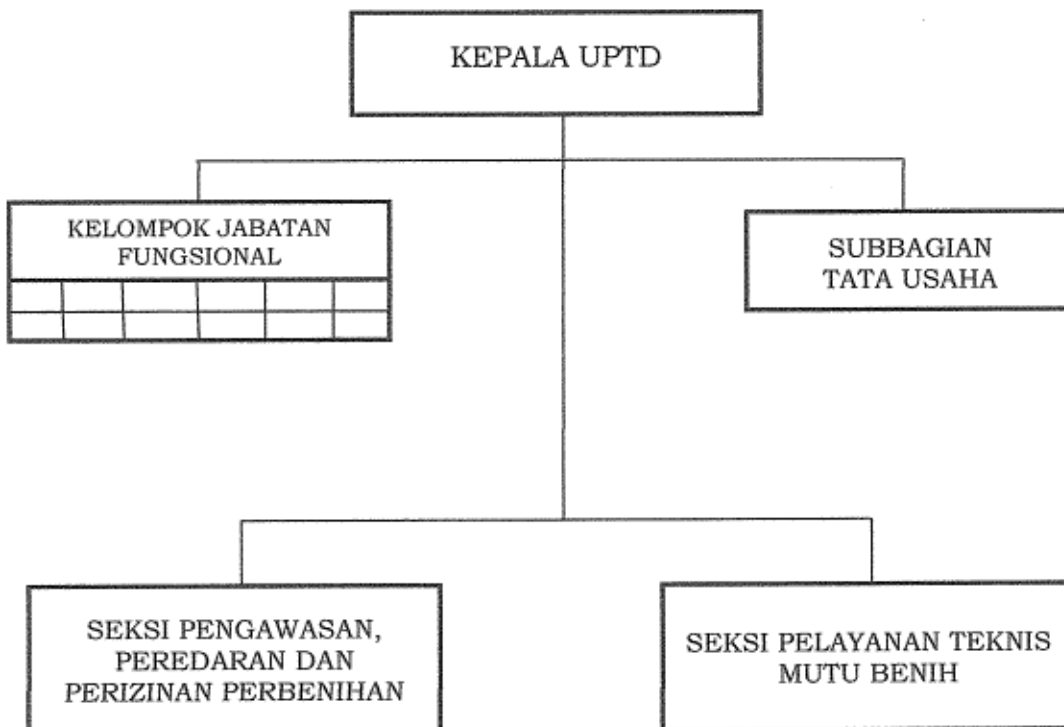 KEPALA UPTD
KELOMPOK JABATAN
FUNGSIONAL
SUBBAGIAN
TATA USAHA
SEKSI PENGAWASAN,
PEREDARAN DAN
PERIZINAN PERBENIHAN
SEKSI PELAYANAN TEKNIS
MUTU BENIH